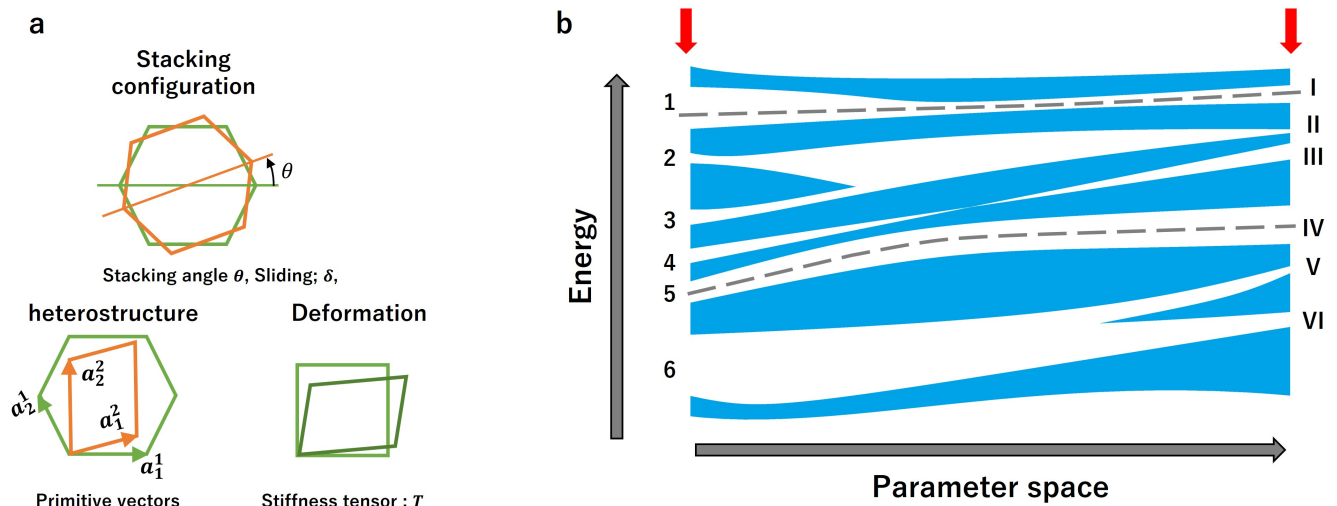 a
Stacking
configuration
θ
Stacking angle θ, Sliding; δ,
heterostructure
a₂²
a₂¹
a₁²
a₁¹
Primitive vectors
Deformation
Stiffness tensor : T
b
Energy
1
2
3
4
5
6
I
II
III
IV
V
VI
Parameter space